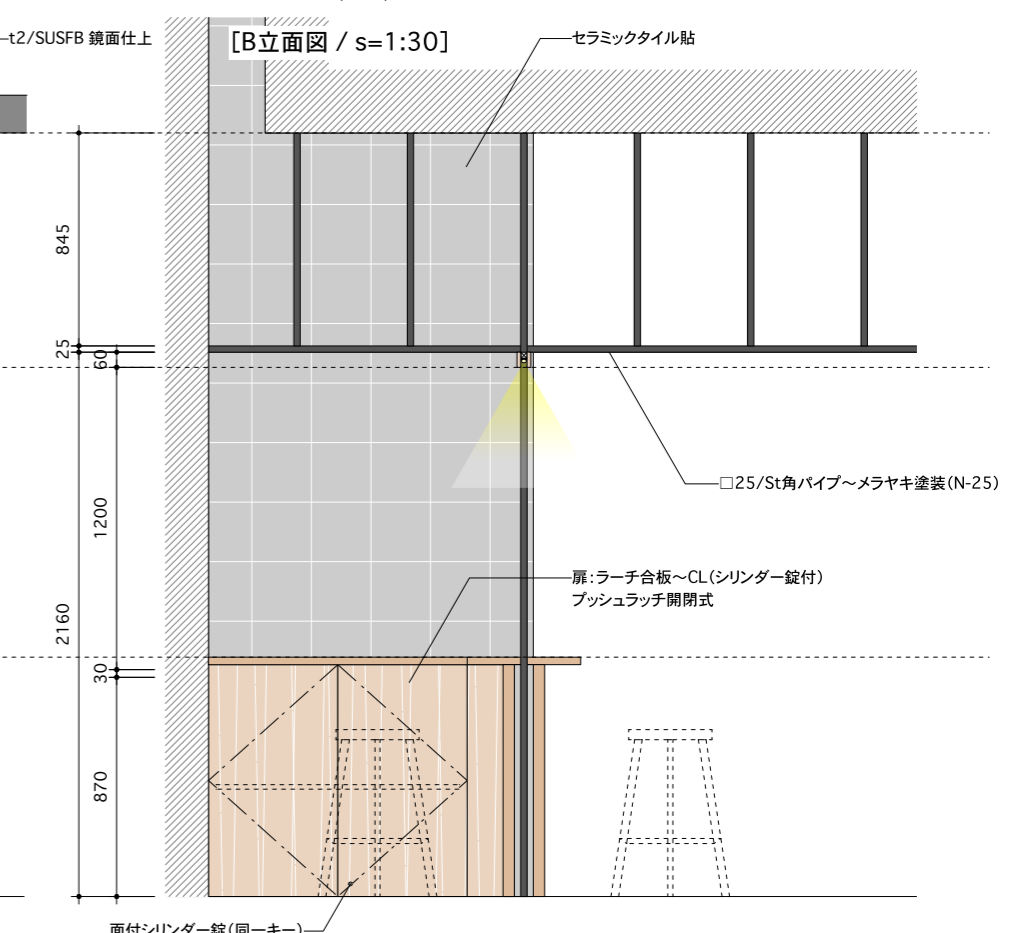 t2/SUSFB 鏡面仕上
[B立面図 / s=1:30]
セラミックタイル貼
845
25
60
□25/St角パイプ～メラヤキ塗装(N-25)
1200
扉:ラーチ合板～CL(シリンダー錠付)
プッシュラッチ開閉式
2160
30
870
面付シリンダー錠(同一キー)